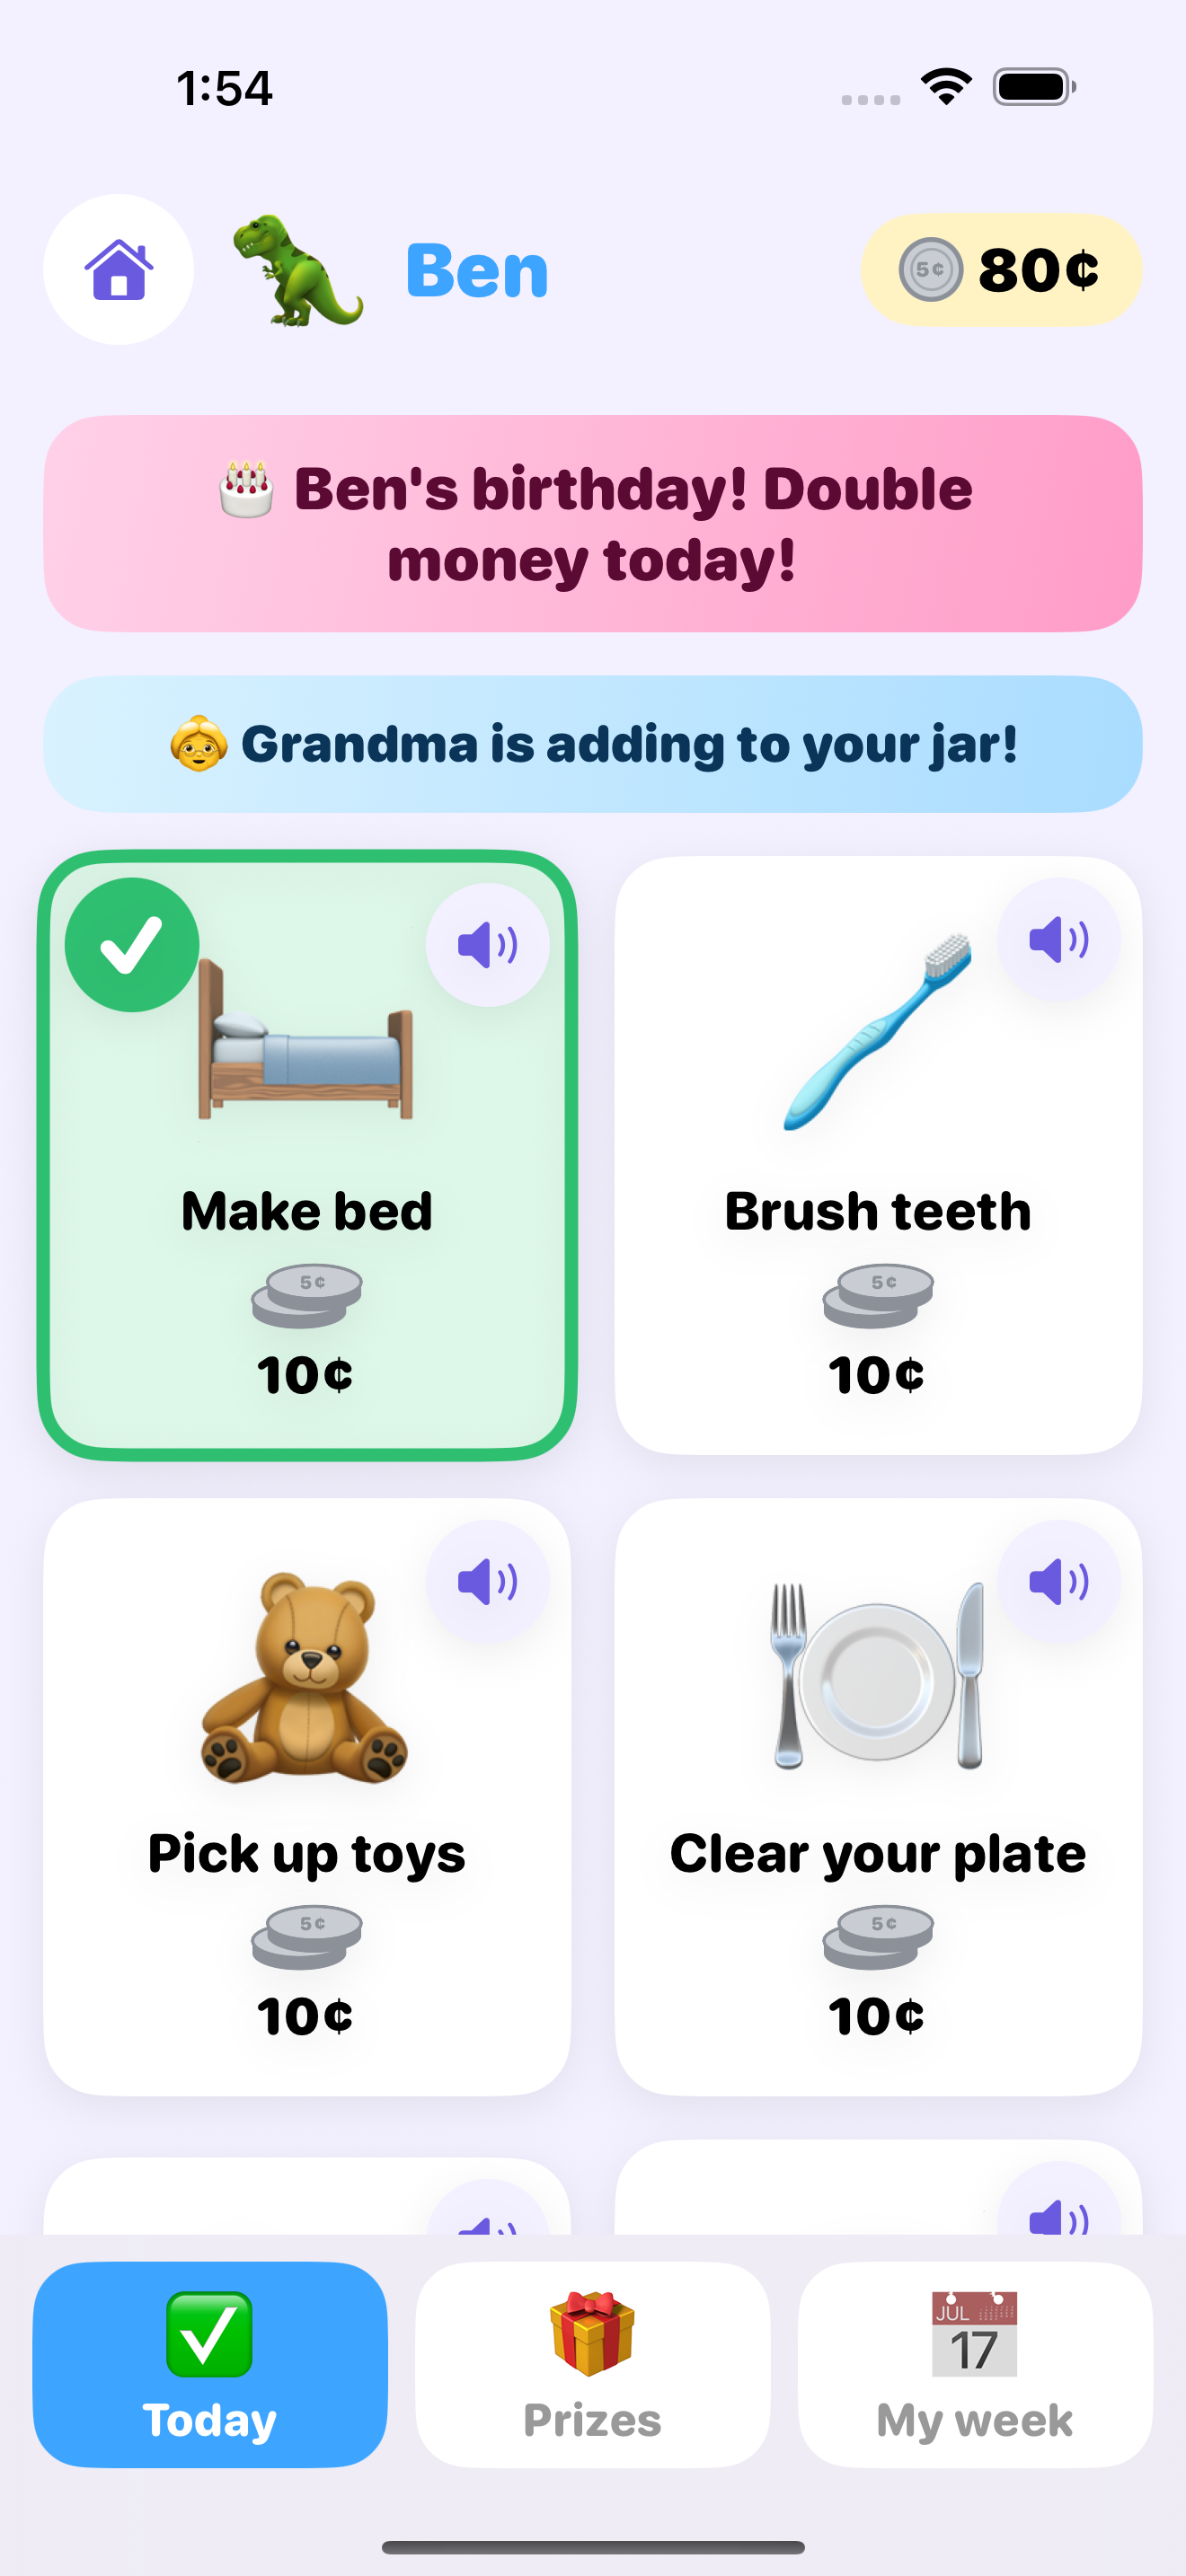 1:54
Ben
5¢ 80¢
Ben's birthday! Double
money today!
Grandma is adding to your jar!
Make bed
5¢
10¢
Brush teeth
5¢
10¢
Pick up toys
5¢
10¢
Clear your plate
5¢
10¢
Today
Prizes
JUL
17
My week